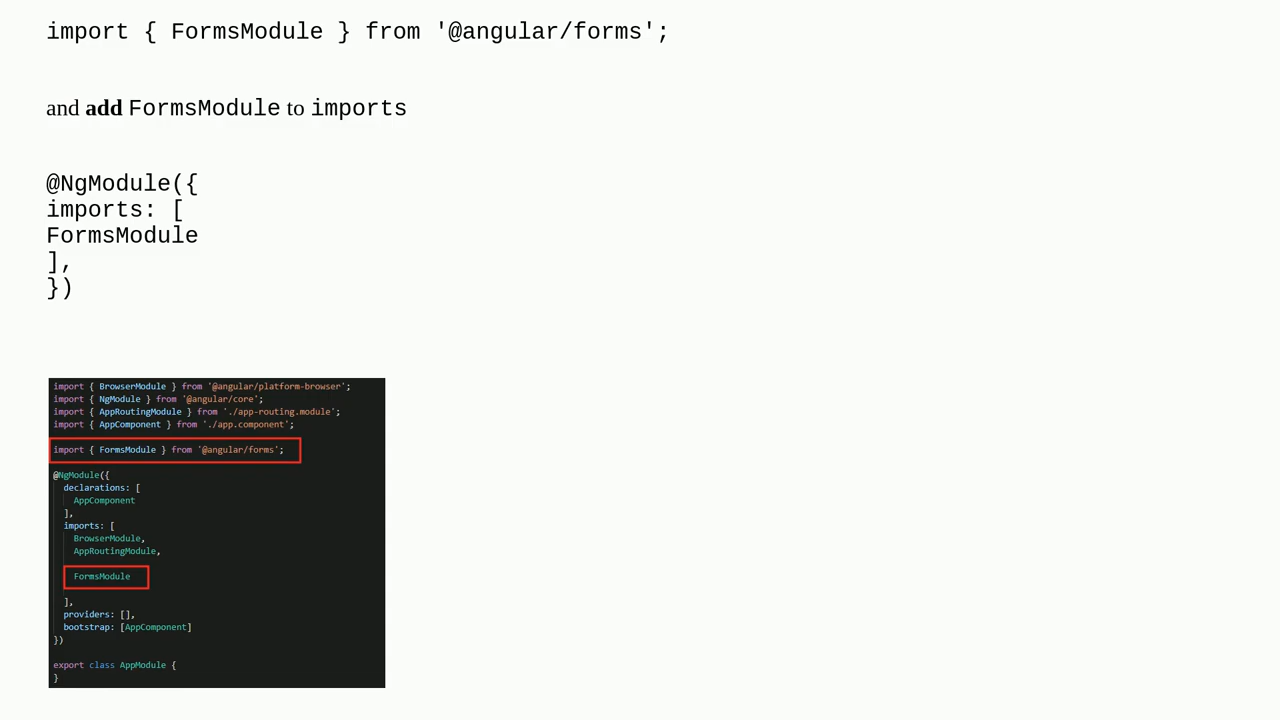 import { FormsModule } from '@angular/forms';
and add FormsModule to imports
@NgModule({
imports: [
FormsModule
],
})
import { BrowserModule } from '@angular/platform-browser';
import { NgModule } from '@angular/core';
import { AppRoutingModule } from './app-routing.module';
import { AppComponent } from './app.component';
import { FormsModule } from '@angular/forms';
@NgModule({
declarations: [
AppComponent
],
imports: [
BrowserModule,
AppRoutingModule,
FormsModule
],
providers: [],
bootstrap: [AppComponent]
})
export class AppModule {
}